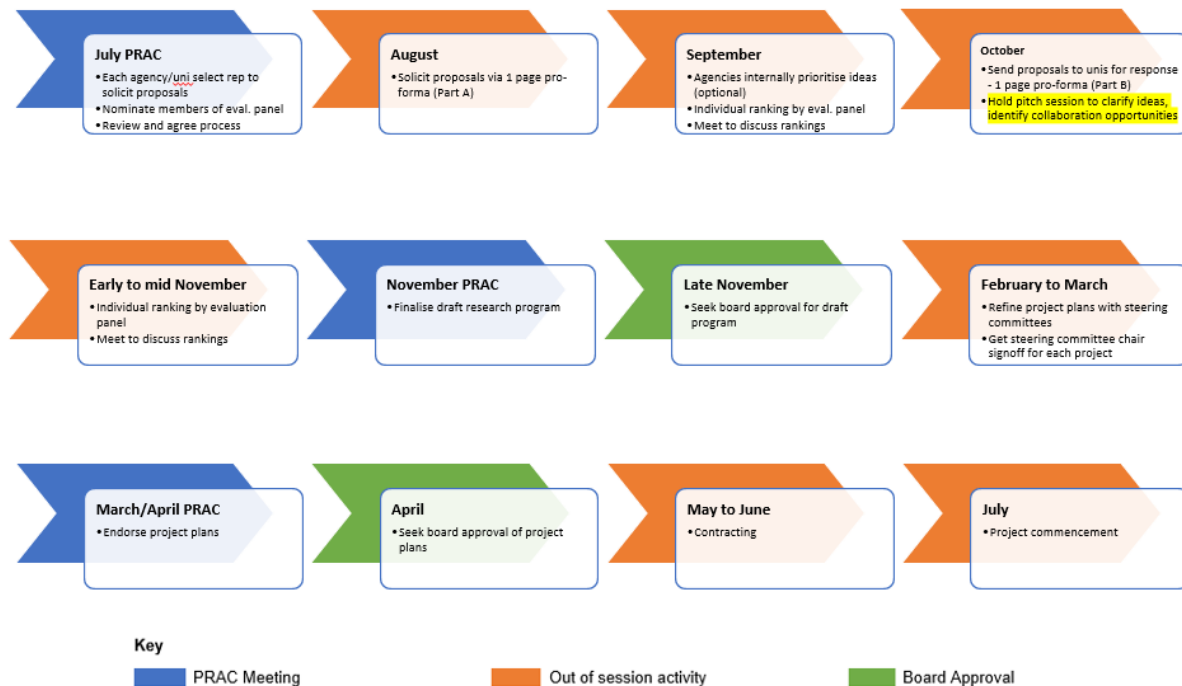 July PRAC
•Each agency/uni select rep to
solicit proposals
•Nominate members of eval. panel
•Review and agree process
August
•Solicit proposals via 1 page pro-
forma (Part A)
September
•Agencies internally prioritise ideas
(optional)
•Individual ranking by eval. panel
•Meet to discuss rankings
October
•Send proposals to unis for response
- 1 page pro-forma (Part B)
•Hold pitch session to clarify ideas,
identify collaboration opportunities
Early to mid November
•Individual ranking by evaluation
panel
•Meet to discuss rankings
November PRAC
•Finalise draft research program
Late November
•Seek board approval for draft
program
February to March
•Refine project plans with steering
committees
•Get steering committee chair
signoff for each project
March/April PRAC
•Endorse project plans
April
•Seek board approval of project
plans
May to June
•Contracting
July
•Project commencement
Key
PRAC Meeting
Out of session activity
Board Approval